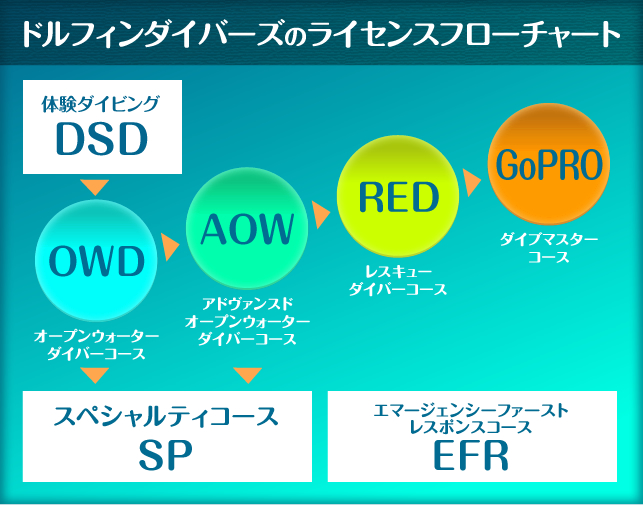 ドルフィンダイバーズのライセンスフローチャート
体験ダイビング
DSD
OWD
オープンウォーター
ダイバーコース
AOW
アドヴァンスド
オープンウォーター
ダイバーコース
RED
レスキュー
ダイバーコース
GoPRO
ダイブマスター
コース
スペシャルティコース
SP
エマージェンシーファースト
レスポンスコース
EFR